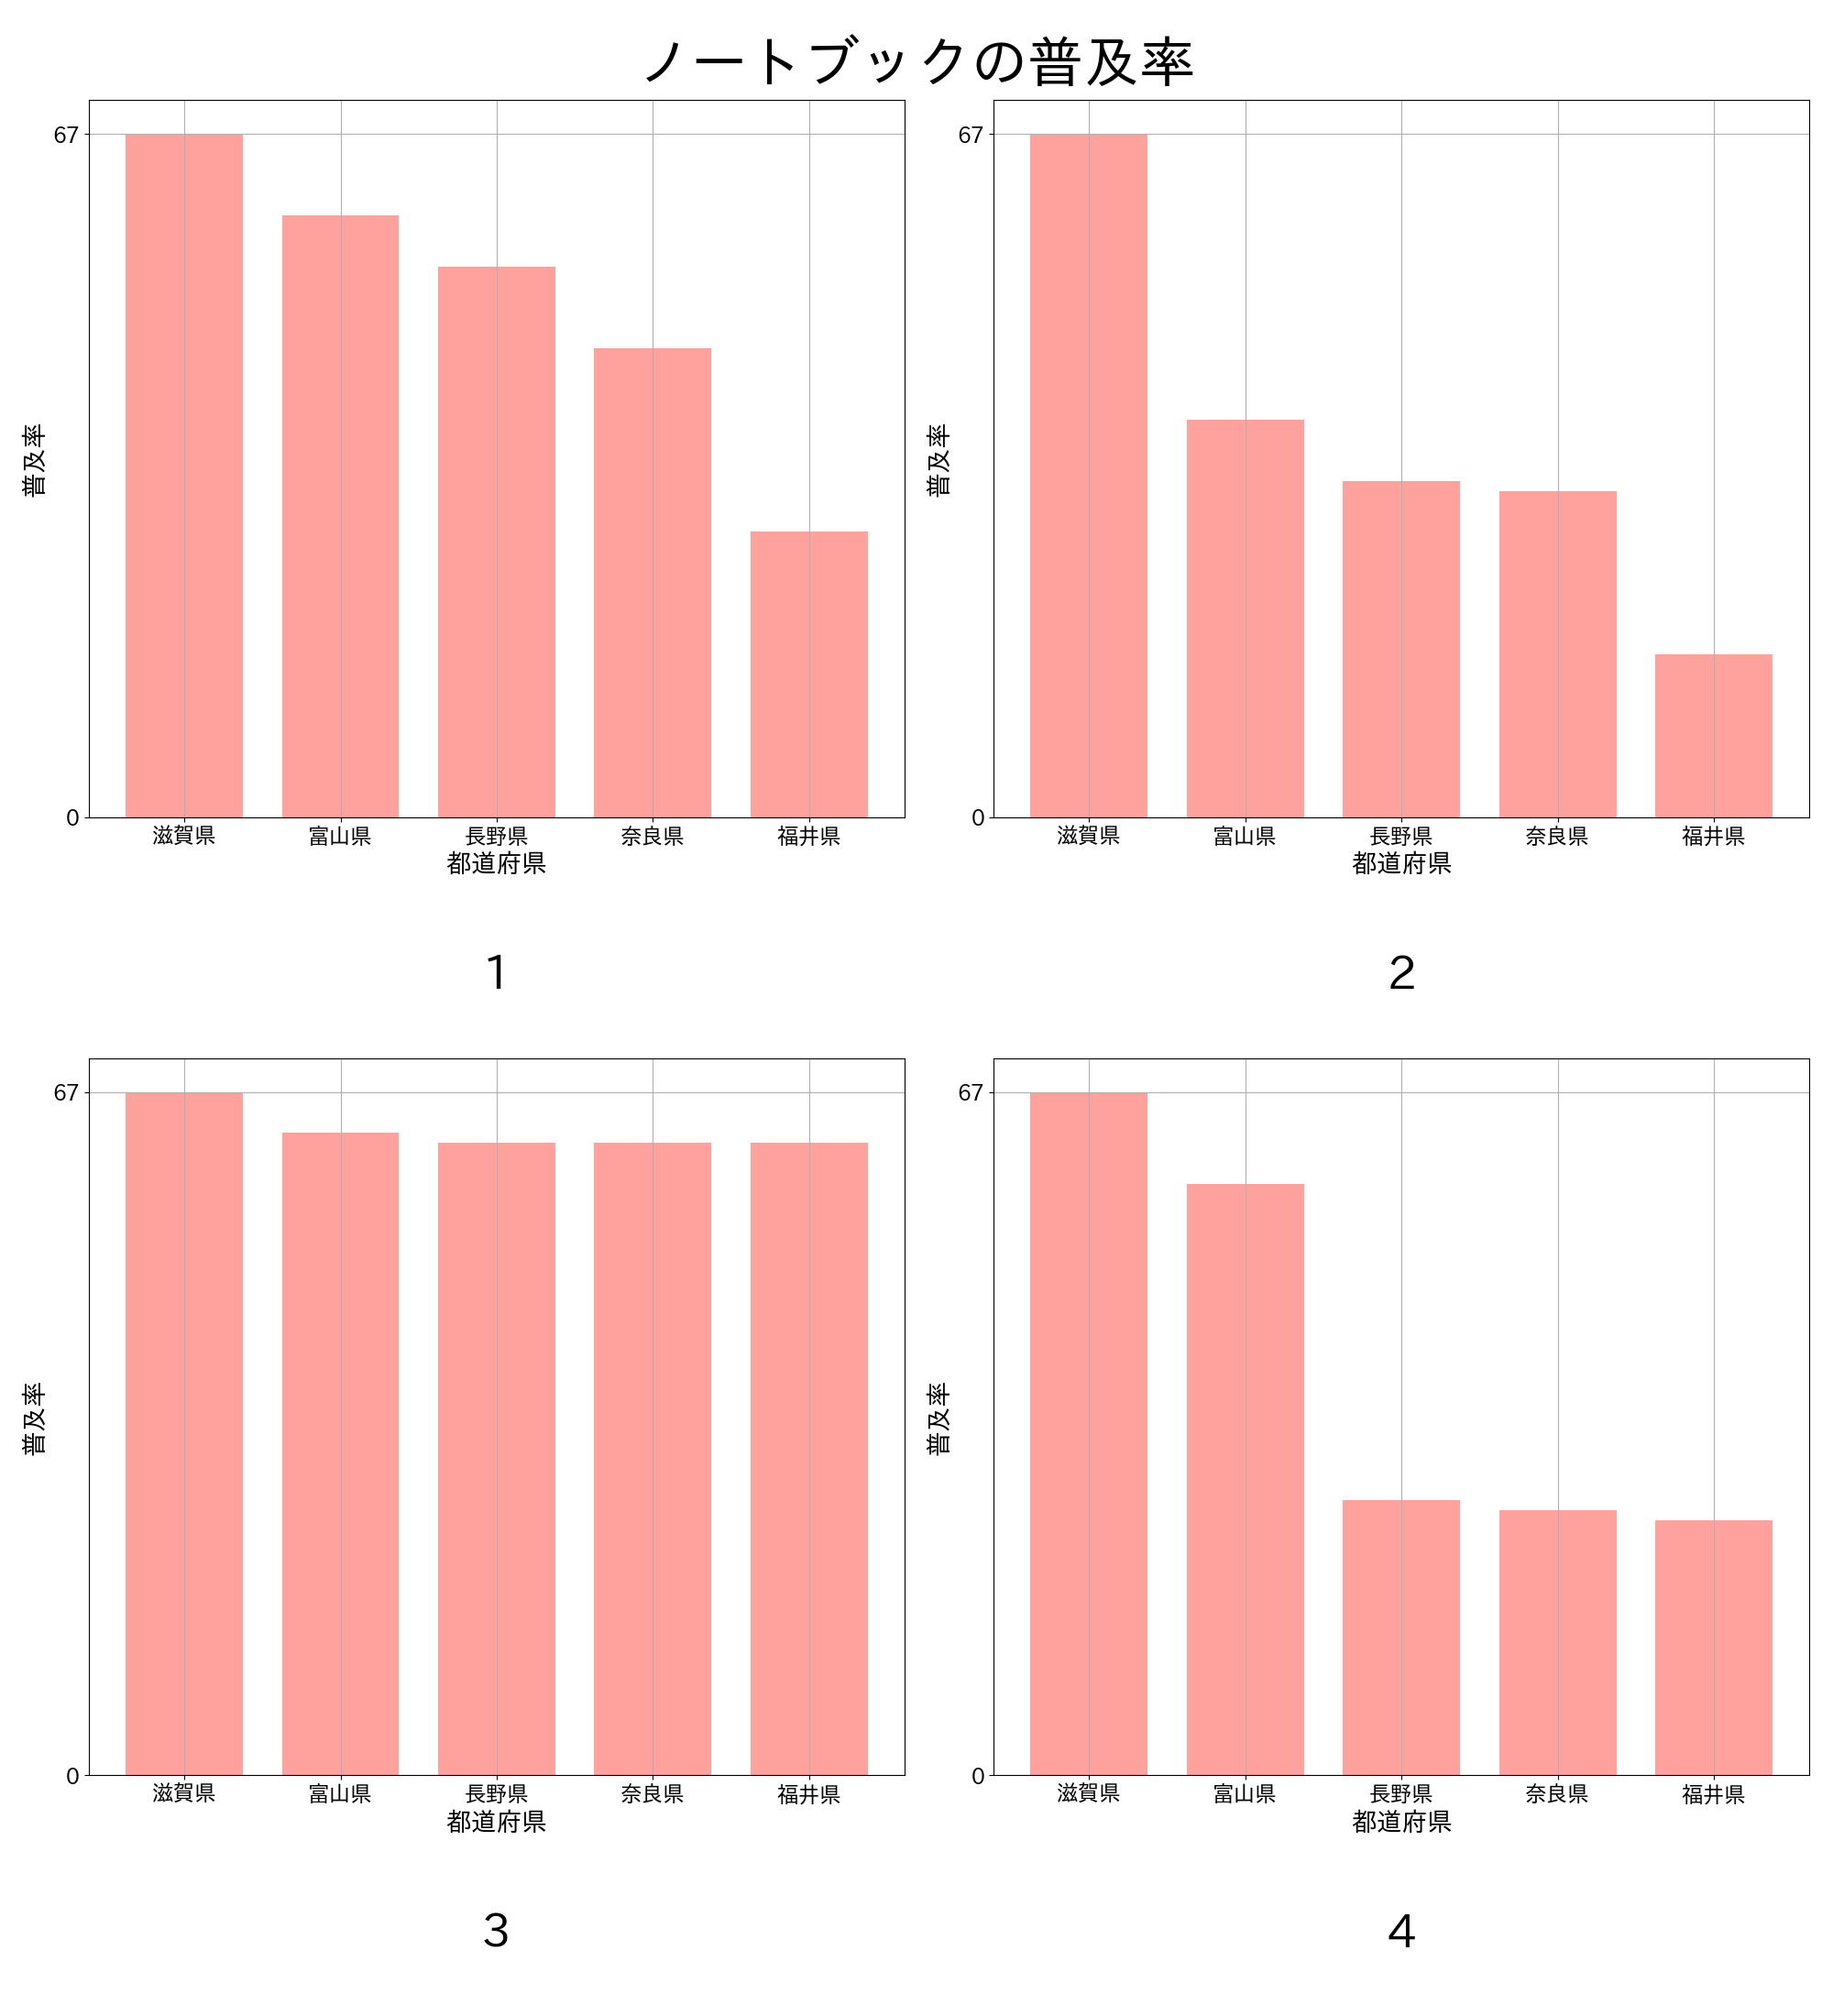 ノートブックの普及率
67
0
普及率
滋賀県 富山県 長野県 奈良県 福井県
都道府県
1
67
0
普及率
滋賀県 富山県 長野県 奈良県 福井県
都道府県
2
67
0
普及率
滋賀県 富山県 長野県 奈良県 福井県
都道府県
3
67
0
普及率
滋賀県 富山県 長野県 奈良県 福井県
都道府県
4